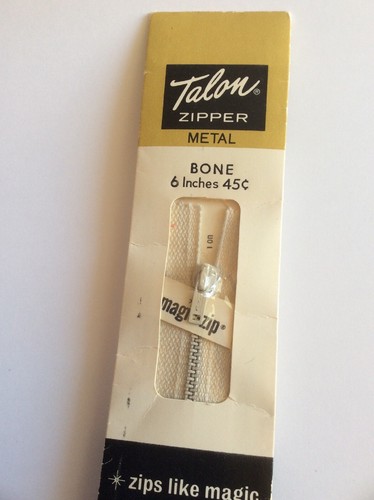 Talon®
ZIPPER
METAL
BONE
6 Inches 45¢
magic zip®
zips like magic